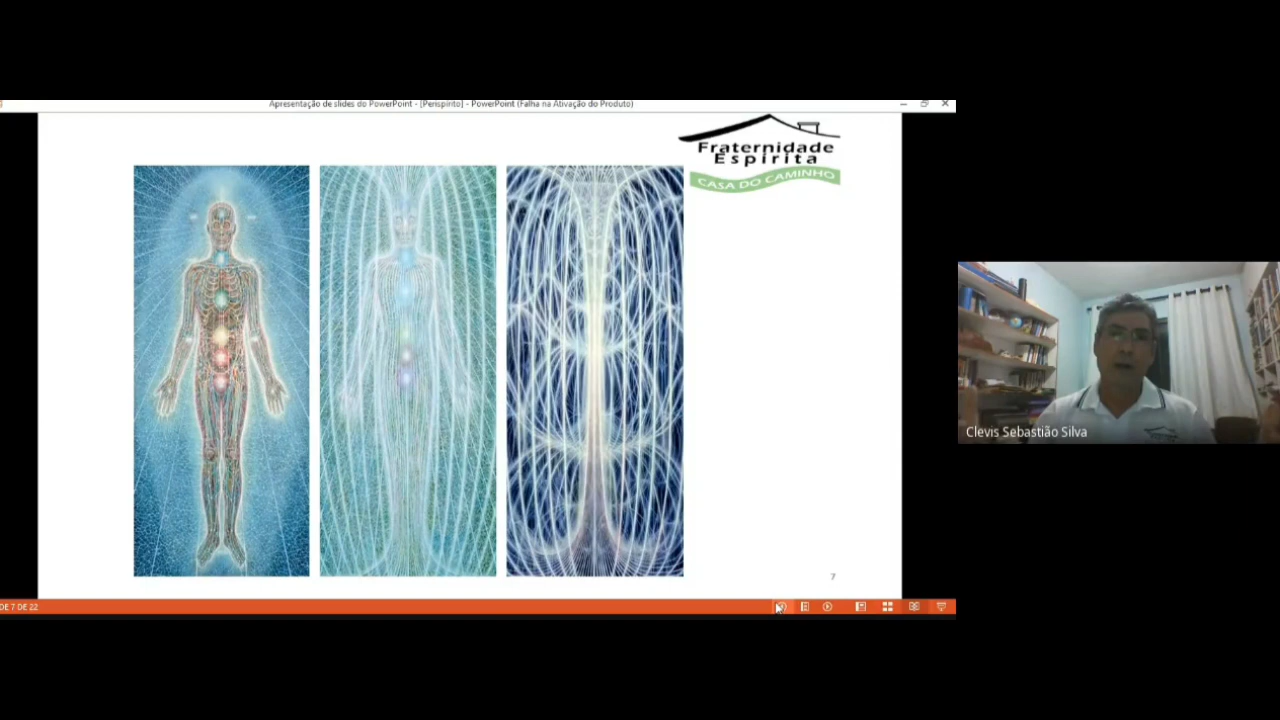 Apresentação de slides do PowerPoint - [Perispírito] - PowerPoint (Falha na Ativação do Produto)
Fraternidade
Espírita
CASA DO CAMINHO
Clevis Sebastião Silva
7
DE 7 DE 22